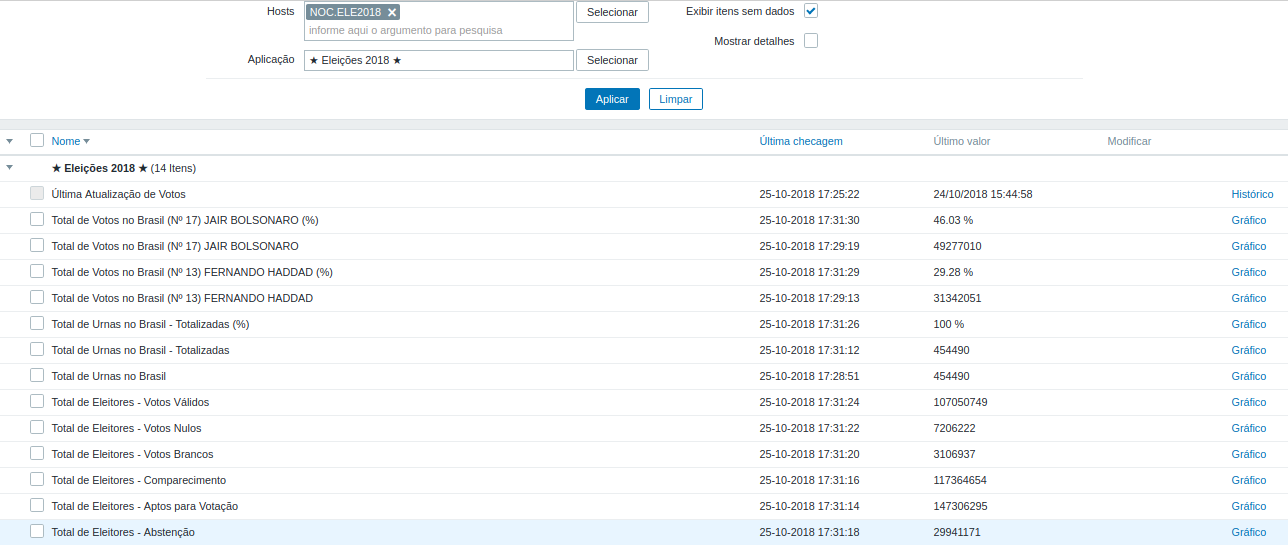 Hosts NOC.ELE2018 × Selecionar Exibir itens sem dados
informe aqui o argumento para pesquisa
Mostrar detalhes
Aplicação ★ Eleições 2018 ★ Selecionar
Aplicar Limpar
Nome Última checagem Último valor Modificar
★ Eleições 2018 ★ (14 Itens)
Última Atualização de Votos 25-10-2018 17:25:22 24/10/2018 15:44:58 Histórico
Total de Votos no Brasil (Nº 17) JAIR BOLSONARO (%) 25-10-2018 17:31:30 46.03 % Gráfico
Total de Votos no Brasil (Nº 17) JAIR BOLSONARO 25-10-2018 17:29:19 49277010 Gráfico
Total de Votos no Brasil (Nº 13) FERNANDO HADDAD (%) 25-10-2018 17:31:29 29.28 % Gráfico
Total de Votos no Brasil (Nº 13) FERNANDO HADDAD 25-10-2018 17:29:13 31342051 Gráfico
Total de Urnas no Brasil - Totalizadas (%) 25-10-2018 17:31:26 100 % Gráfico
Total de Urnas no Brasil - Totalizadas 25-10-2018 17:31:12 454490 Gráfico
Total de Urnas no Brasil 25-10-2018 17:28:51 454490 Gráfico
Total de Eleitores - Votos Válidos 25-10-2018 17:31:24 107050749 Gráfico
Total de Eleitores - Votos Nulos 25-10-2018 17:31:22 7206222 Gráfico
Total de Eleitores - Votos Brancos 25-10-2018 17:31:20 3106937 Gráfico
Total de Eleitores - Comparecimento 25-10-2018 17:31:16 117364654 Gráfico
Total de Eleitores - Aptos para Votação 25-10-2018 17:31:14 147306295 Gráfico
Total de Eleitores - Abstenção 25-10-2018 17:31:18 29941171 Gráfico